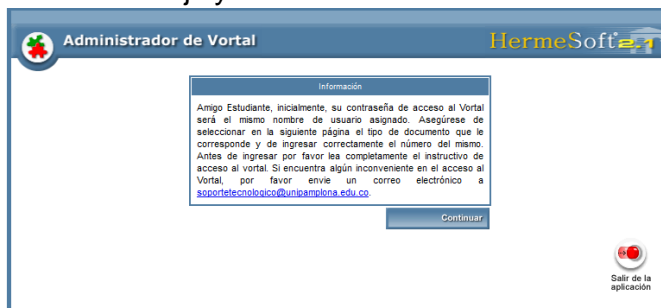 Administrador de Vortal
HermeSoft 2.1
Información
Amigo Estudiante, inicialmente, su contraseña de acceso al Vortal
será el mismo nombre de usuario asignado. Asegúrese de
seleccionar en la siguiente página el tipo de documento que le
corresponde y de ingresar correctamente el número del mismo.
Antes de ingresar por favor lea completamente el instructivo de
acceso al vortal. Si encuentra algún inconveniente en el acceso al
Vortal, por favor envie un correo electrónico a
soportetecnologico@unipamplona.edu.co.
Continuar
Salir de la
aplicación